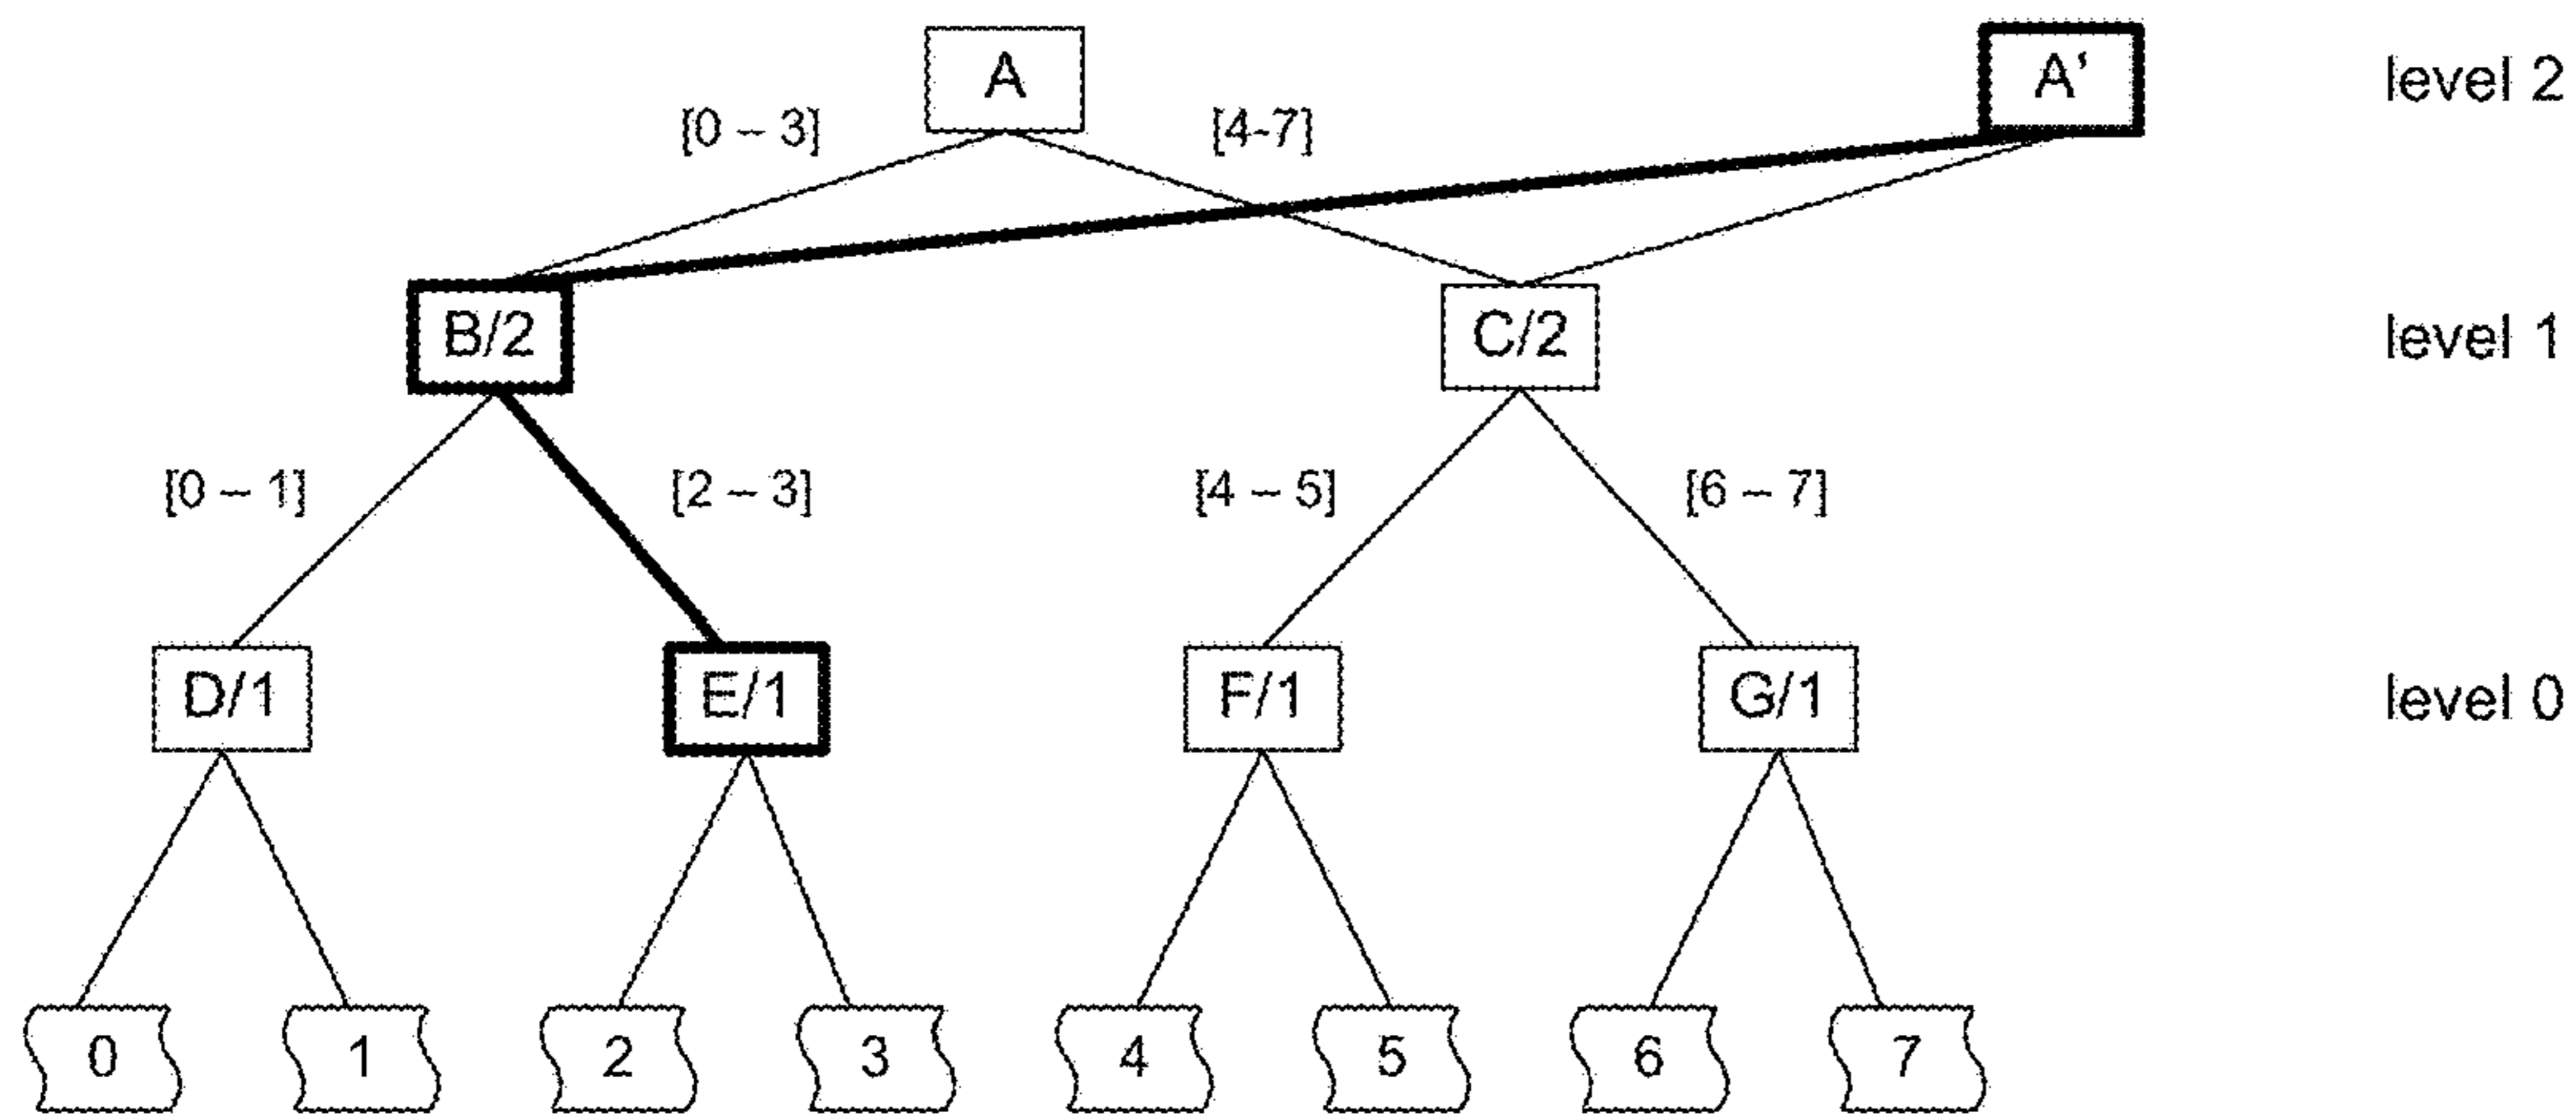 A A' level 2
[0 – 3] [4-7]
B/2 C/2 level 1
[0 – 1] [2 – 3] [4 – 5] [6 – 7]
D/1 E/1 F/1 G/1 level 0
0 1 2 3 4 5 6 7